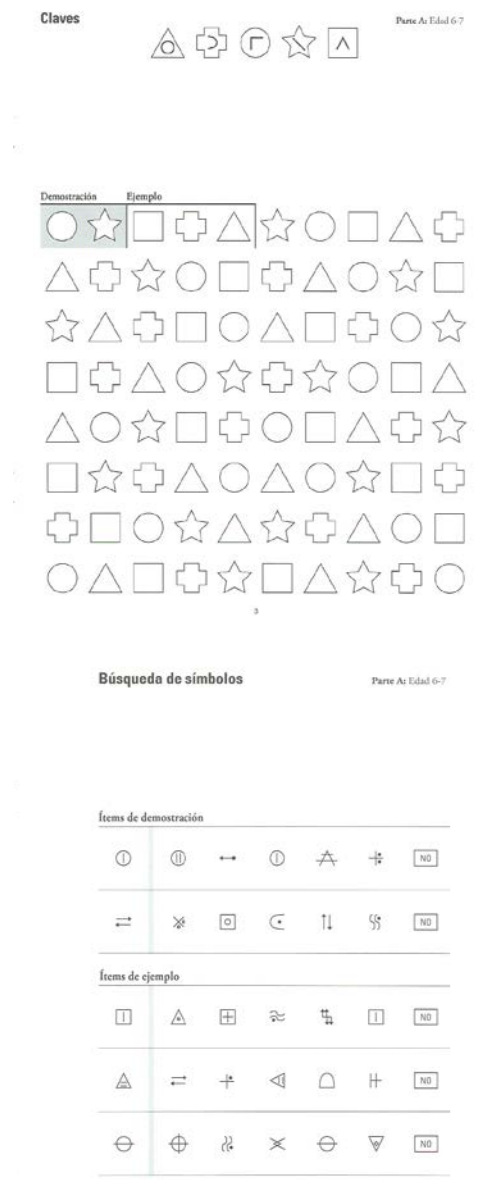 Claves
Parte A: Edad 6-7
Demostración Ejemplo
3
Búsqueda de símbolos
Parte A: Edad 6-7
Ítems de demostración
NO
NO
Ítems de ejemplo
NO
NO
NO